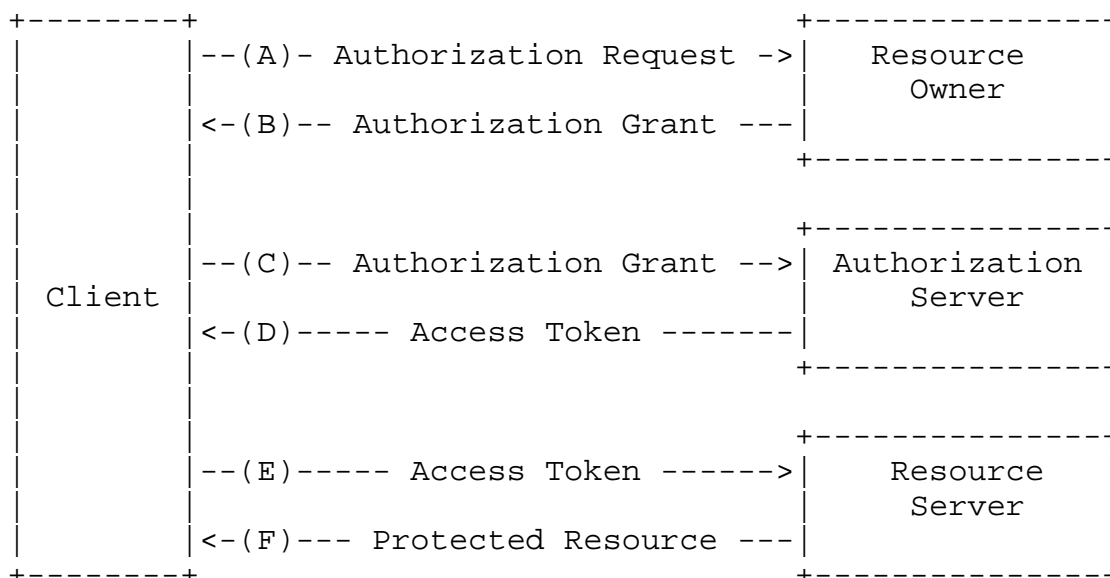 +--------+                               +----------------
|        |--(A)- Authorization Request ->|   Resource
|        |                               |     Owner
|        |<-(B)-- Authorization Grant ---|
|        |                               +----------------
|        |
|        |                               +----------------
|        |--(C)-- Authorization Grant -->| Authorization
| Client |                               |     Server
|        |<-(D)----- Access Token -------|
|        |                               +----------------
|        |
|        |                               +----------------
|        |--(E)----- Access Token ------>|    Resource
|        |                               |     Server
|        |<-(F)--- Protected Resource ---|
+--------+                               +----------------